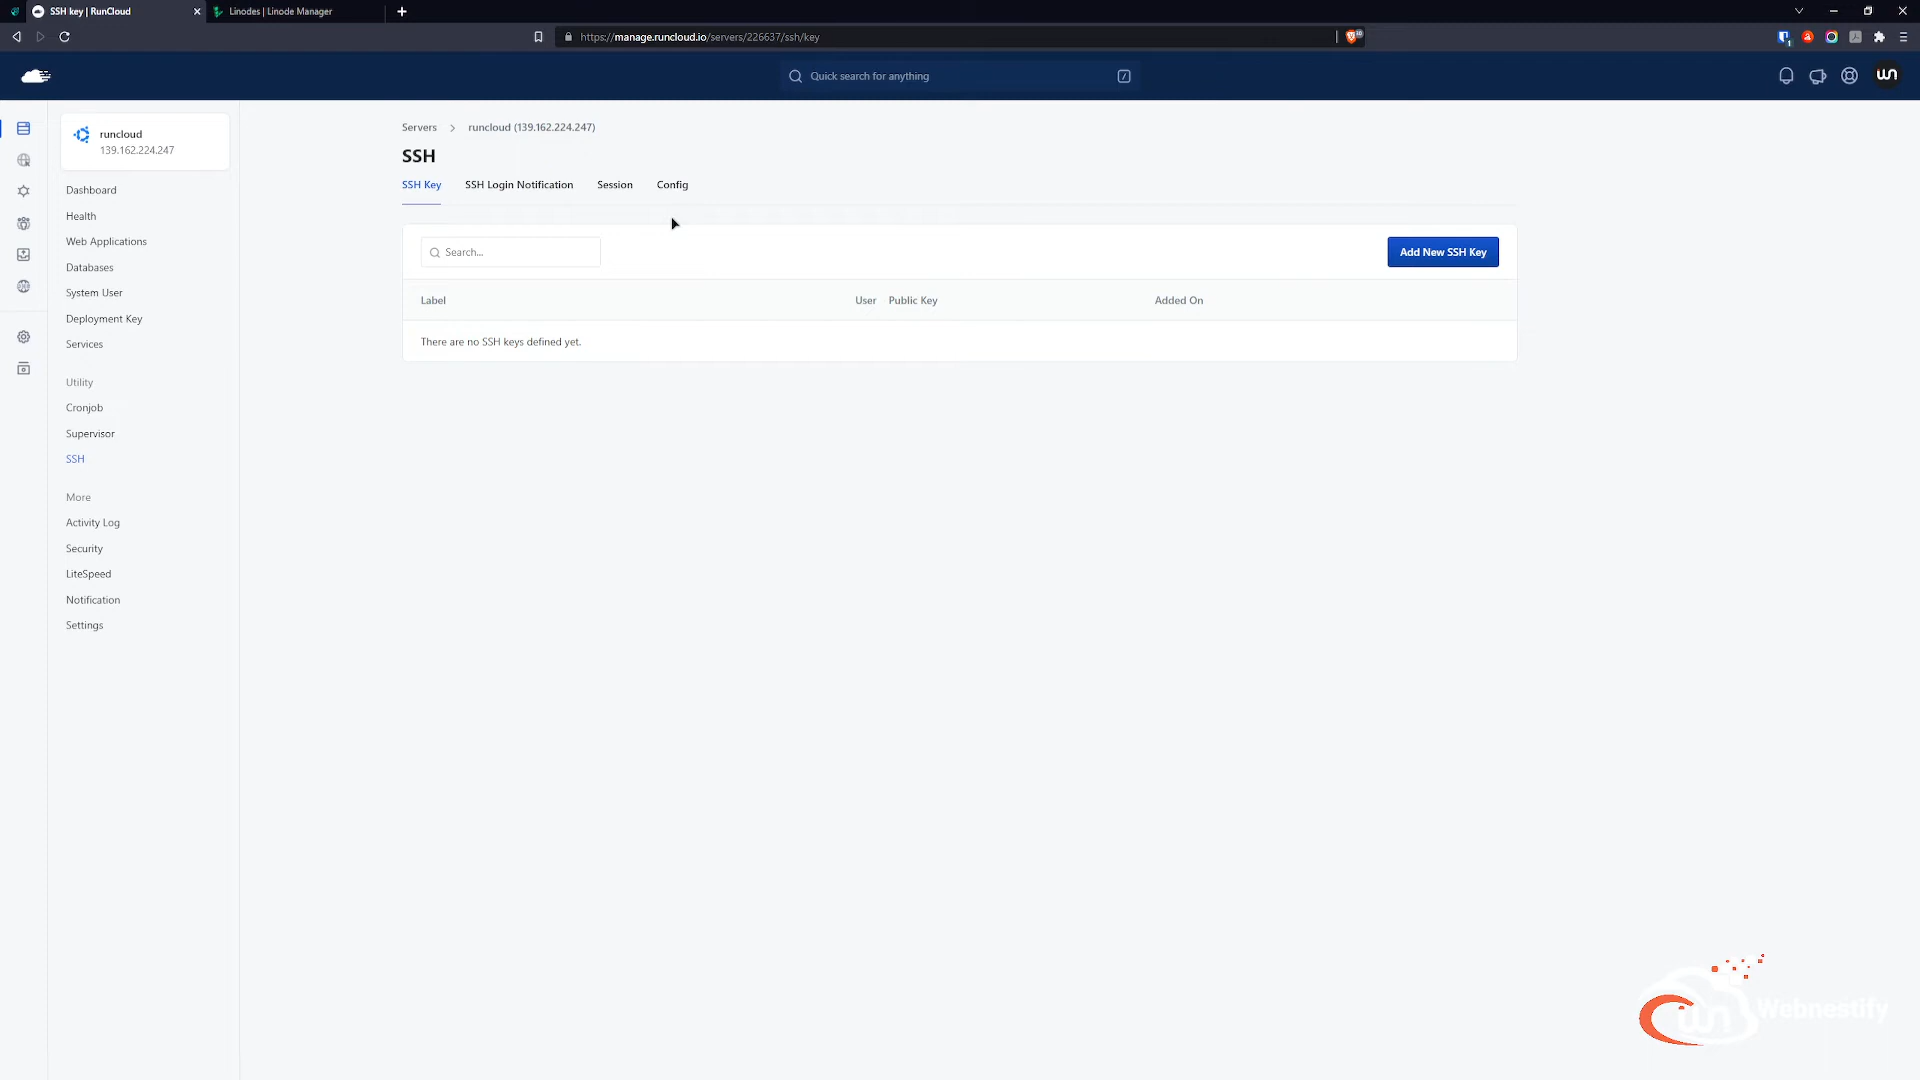 SSH key | RunCloud
Linodes | Linode Manager
https://manage.runcloud.io/servers/226637/ssh/key
Quick search for anything
/
wn
runcloud
139.162.224.247
Dashboard
Health
Web Applications
Databases
System User
Deployment Key
Services
Utility
Cronjob
Supervisor
SSH
More
Activity Log
Security
LiteSpeed
Notification
Settings
Servers > runcloud (139.162.224.247)
SSH
SSH Key SSH Login Notification Session Config
Search...
Add New SSH Key
Label User Public Key Added On
There are no SSH keys defined yet.
wn Webnestify